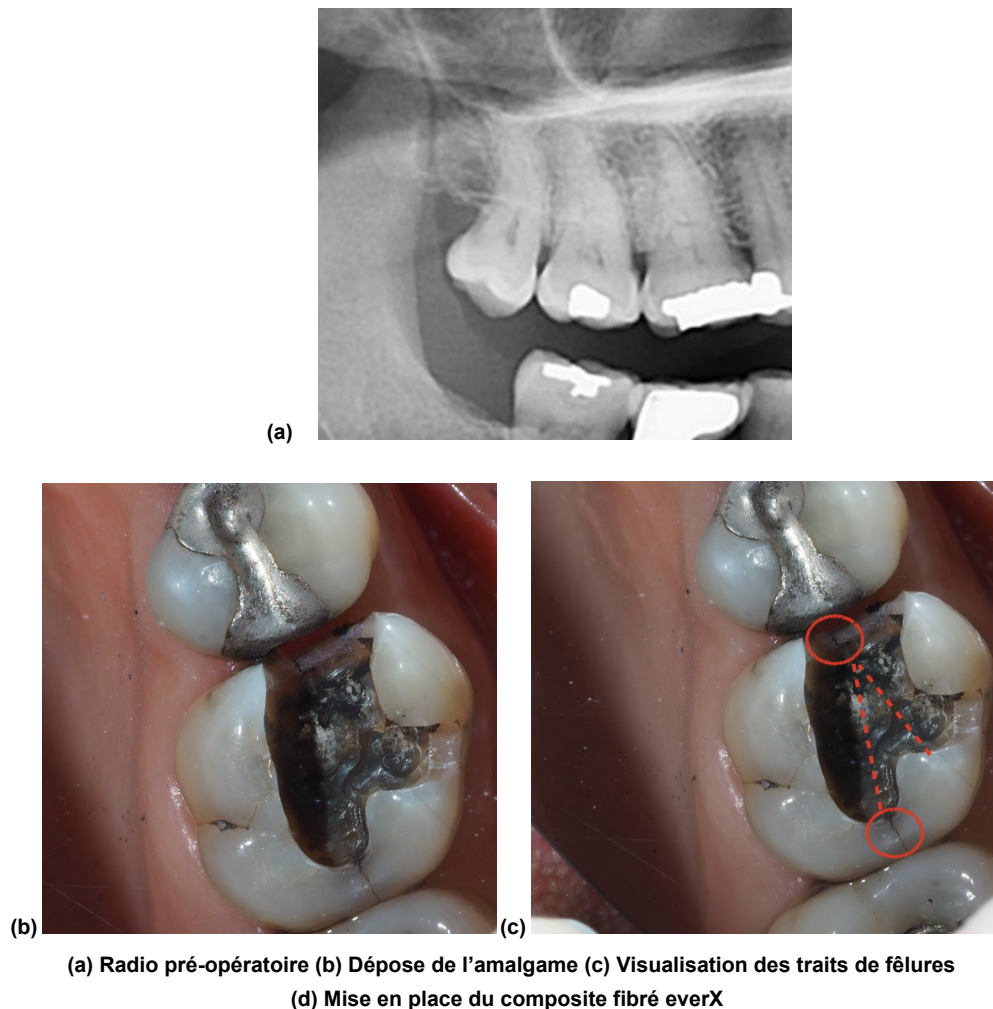 (a)
(b)
(c)
(a) Radio pré-opératoire (b) Dépose de l’amalgame (c) Visualisation des traits de fêlures
(d) Mise en place du composite fibré everX